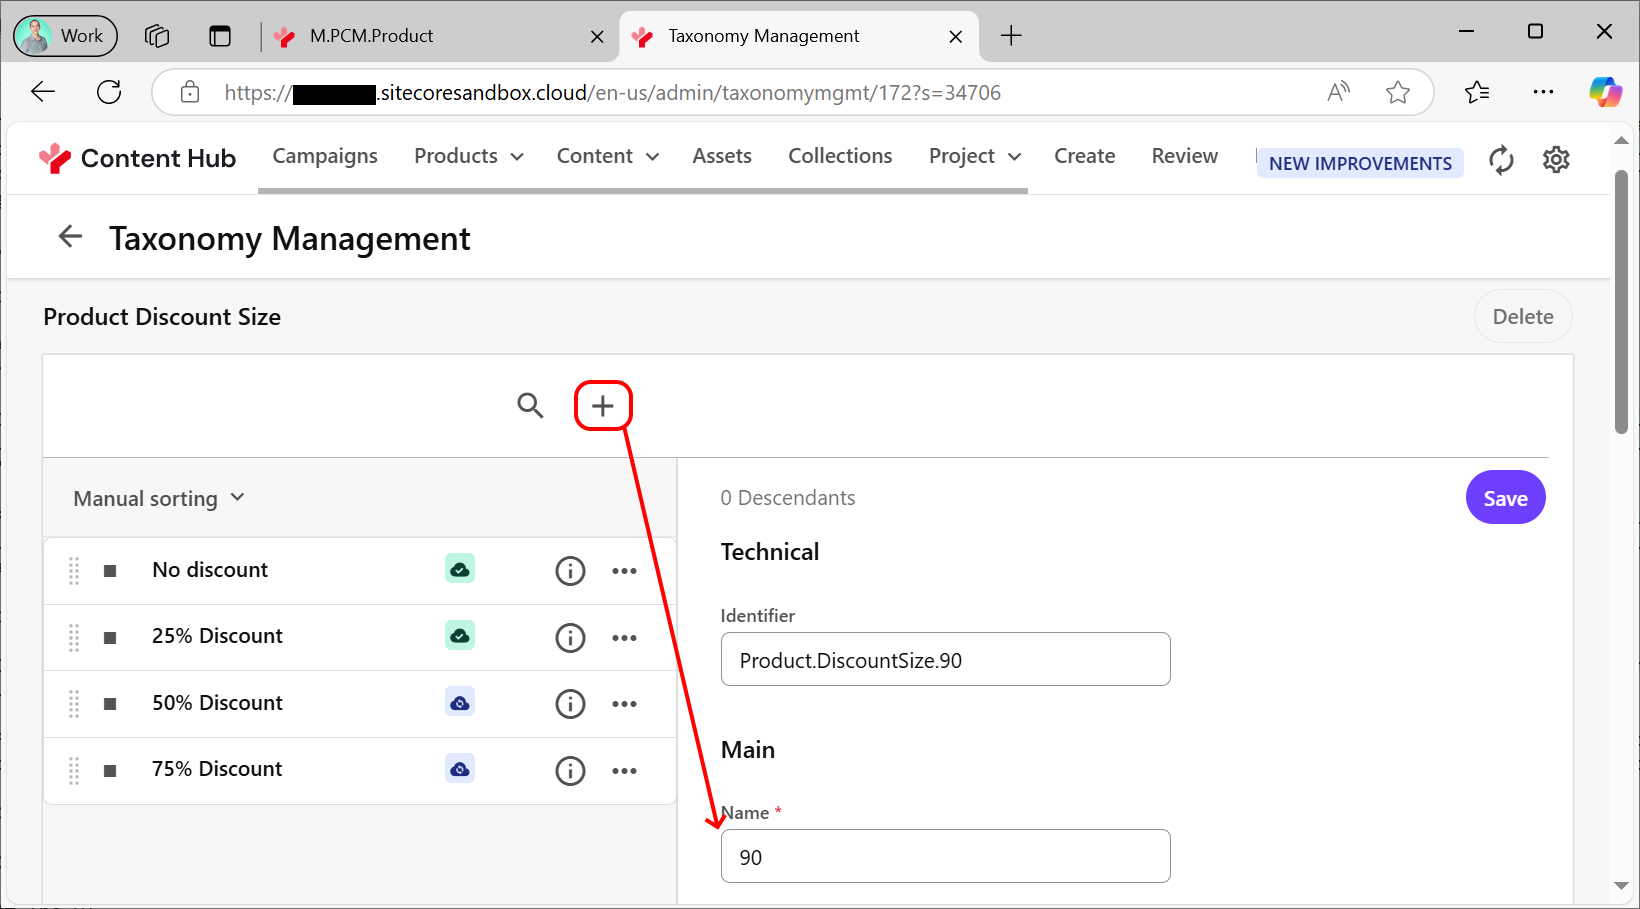 Work
M.PCM.Product
Taxonomy Management
https:// .sitecoresandbox.cloud/en-us/admin/taxonomymgmt/172?s=34706
Content Hub
Campaigns
Products
Content
Assets
Collections
Project
Create
Review
NEW IMPROVEMENTS
Taxonomy Management
Product Discount Size
Delete
Manual sorting
0 Descendants
Save
Technical
No discount
25% Discount
50% Discount
75% Discount
Identifier
Product.DiscountSize.90
Main
Name *
90